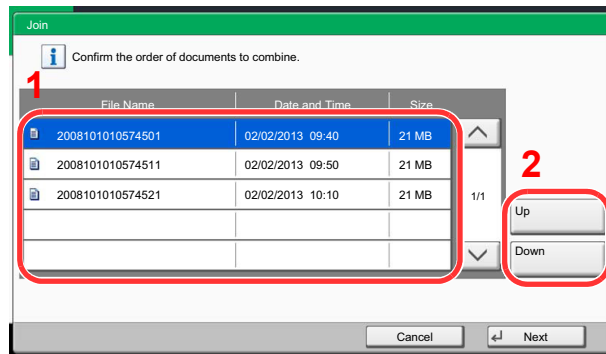 Join
Confirm the order of documents to combine.
1
File Name Date and Time Size
2008101010574501 02/02/2013 09:40 21 MB
2008101010574511 02/02/2013 09:50 21 MB
2008101010574521 02/02/2013 10:10 21 MB
1/1
2
Up
Down
Cancel Next